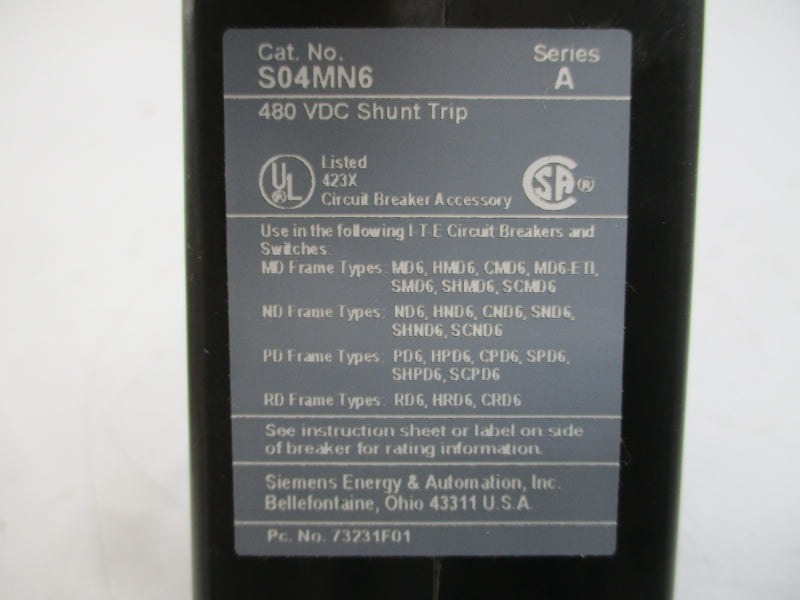 Cat. No. Series
S04MN6 A
480 VDC Shunt Trip
UL ® Listed
423X
Circuit Breaker Accessory
SA ®
Use in the following I-T-E Circuit Breakers and
Switches:
MD Frame Types: MD6, HMD6, CMD6, MD6-ETI,
SMD6, SHMD6, SCMD6
ND Frame Types: ND6, HND6, CND6, SND6,
SHND6, SCND6
PD Frame Types: PD6, HPD6, CPD6, SPD6,
SHPD6, SCPD6
RD Frame Types: RD6, HRD6, CRD6
See instruction sheet or label on side
of breaker for rating information.
Siemens Energy & Automation, Inc.
Bellefontaine, Ohio 43311 U.S.A.
Pc. No. 73231F01